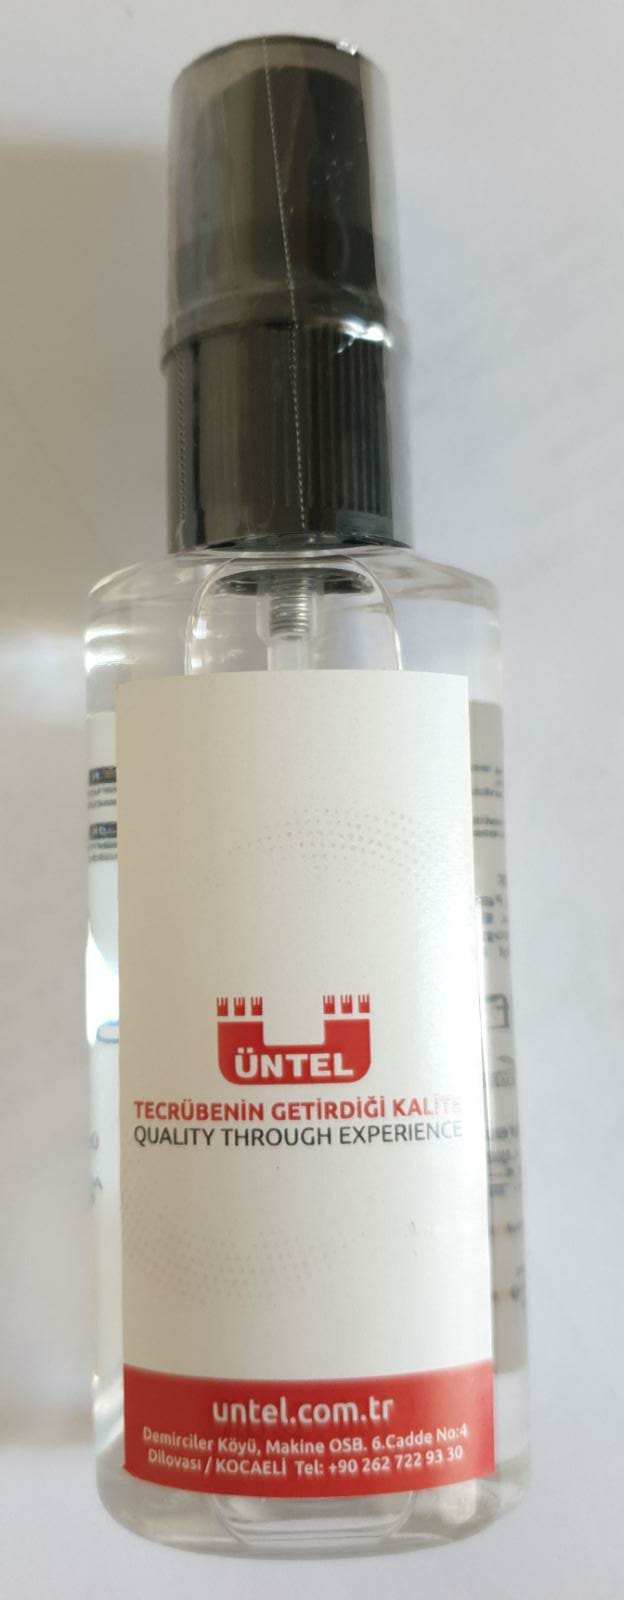 ÜNTEL
TECRÜBENİN GETİRDİĞİ KALİTE
QUALITY THROUGH EXPERIENCE
untel.com.tr
Demirciler Köyü, Makine OSB. 6.Cadde No:4
Dilovası / KOCAELİ Tel: +90 262 722 93 30